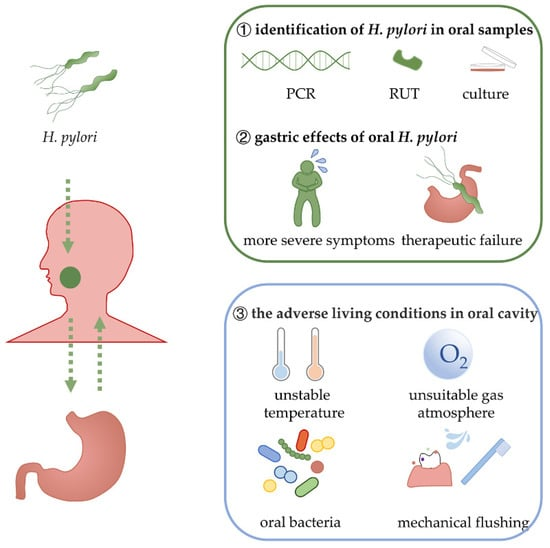 H. pylori
① identification of H. pylori in oral samples
PCR
RUT
culture
② gastric effects of oral H. pylori
more severe symptoms
therapeutic failure
③ the adverse living conditions in oral cavity
O₂
unstable
temperature
unsuitable gas
atmosphere
oral bacteria
mechanical flushing